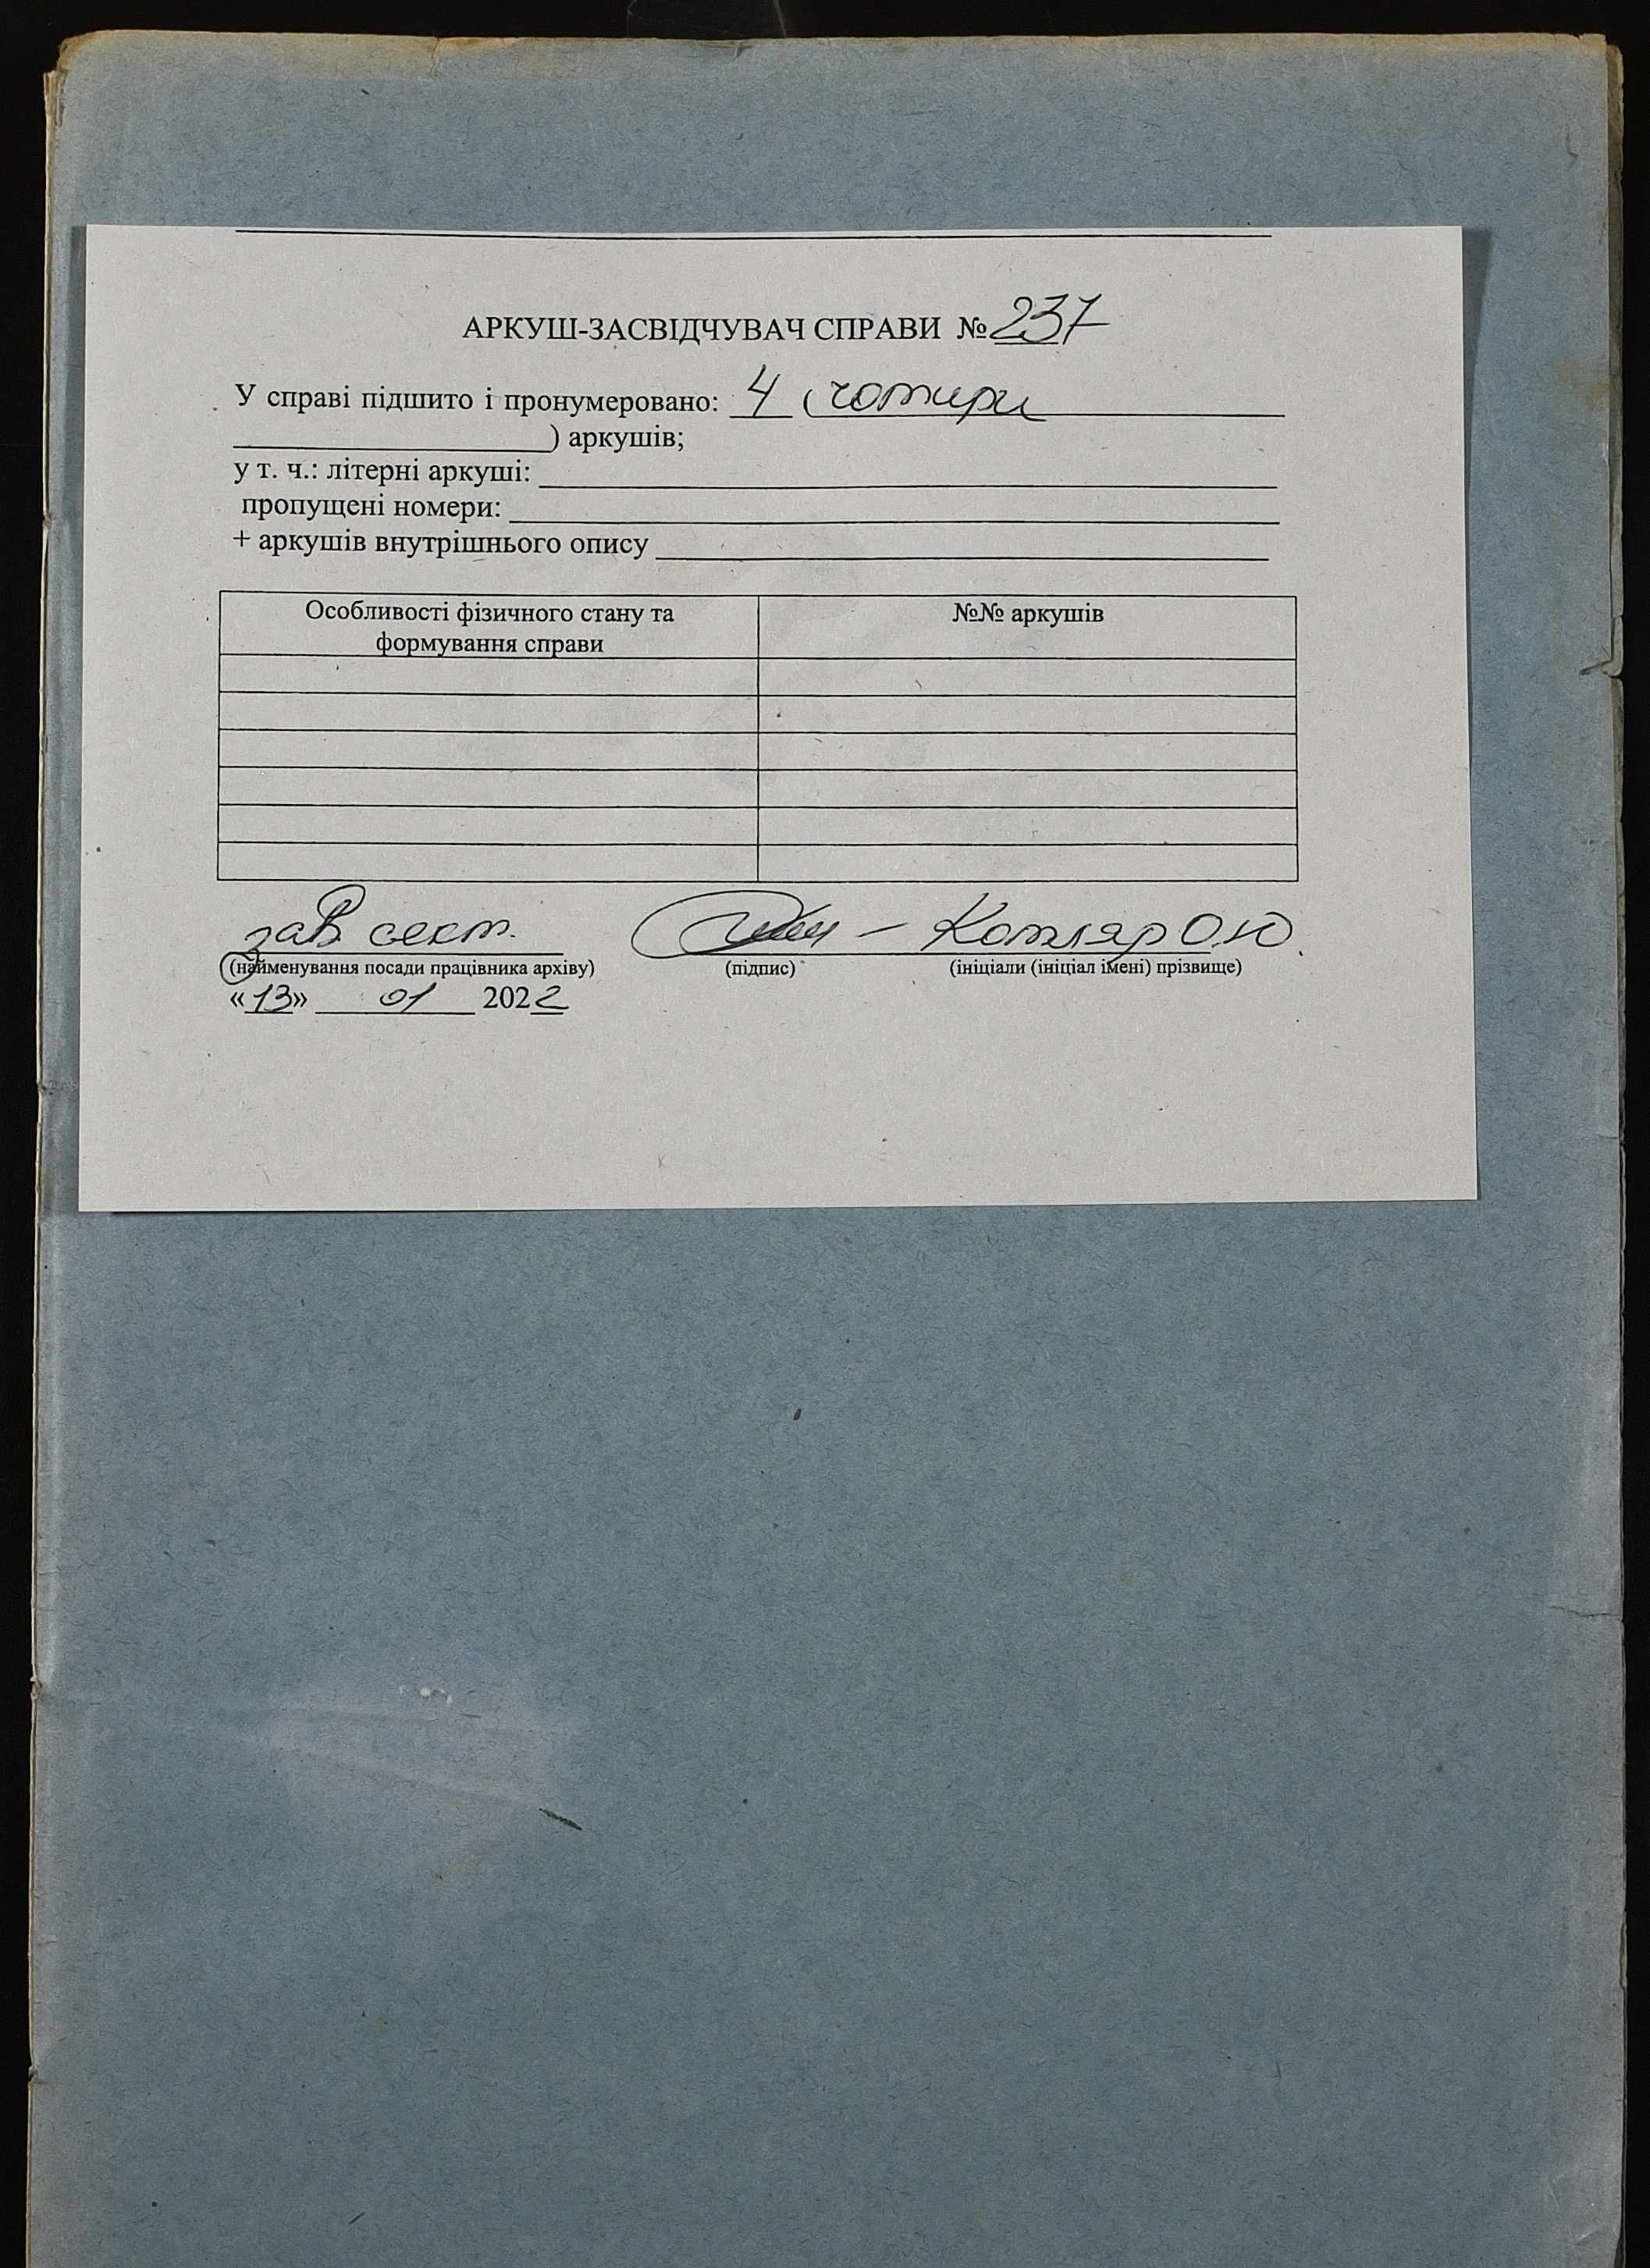 АРКУШ-ЗАСВІДЧУВАЧ СПРАВИ № 237
У справі підшито і пронумеровано: 4 ( чотири
) аркушів;
у т. ч.: літерні аркуші:
пропущені номери:
+ аркушів внутрішнього опису
Особливості фізичного стану та
формування справи
№№ аркушів
зав. сект. – Котляр О.Ю.
(найменування посади працівника архіву) (підпис) (ініціали (ініціал імені) прізвище)
«13» 01 2022